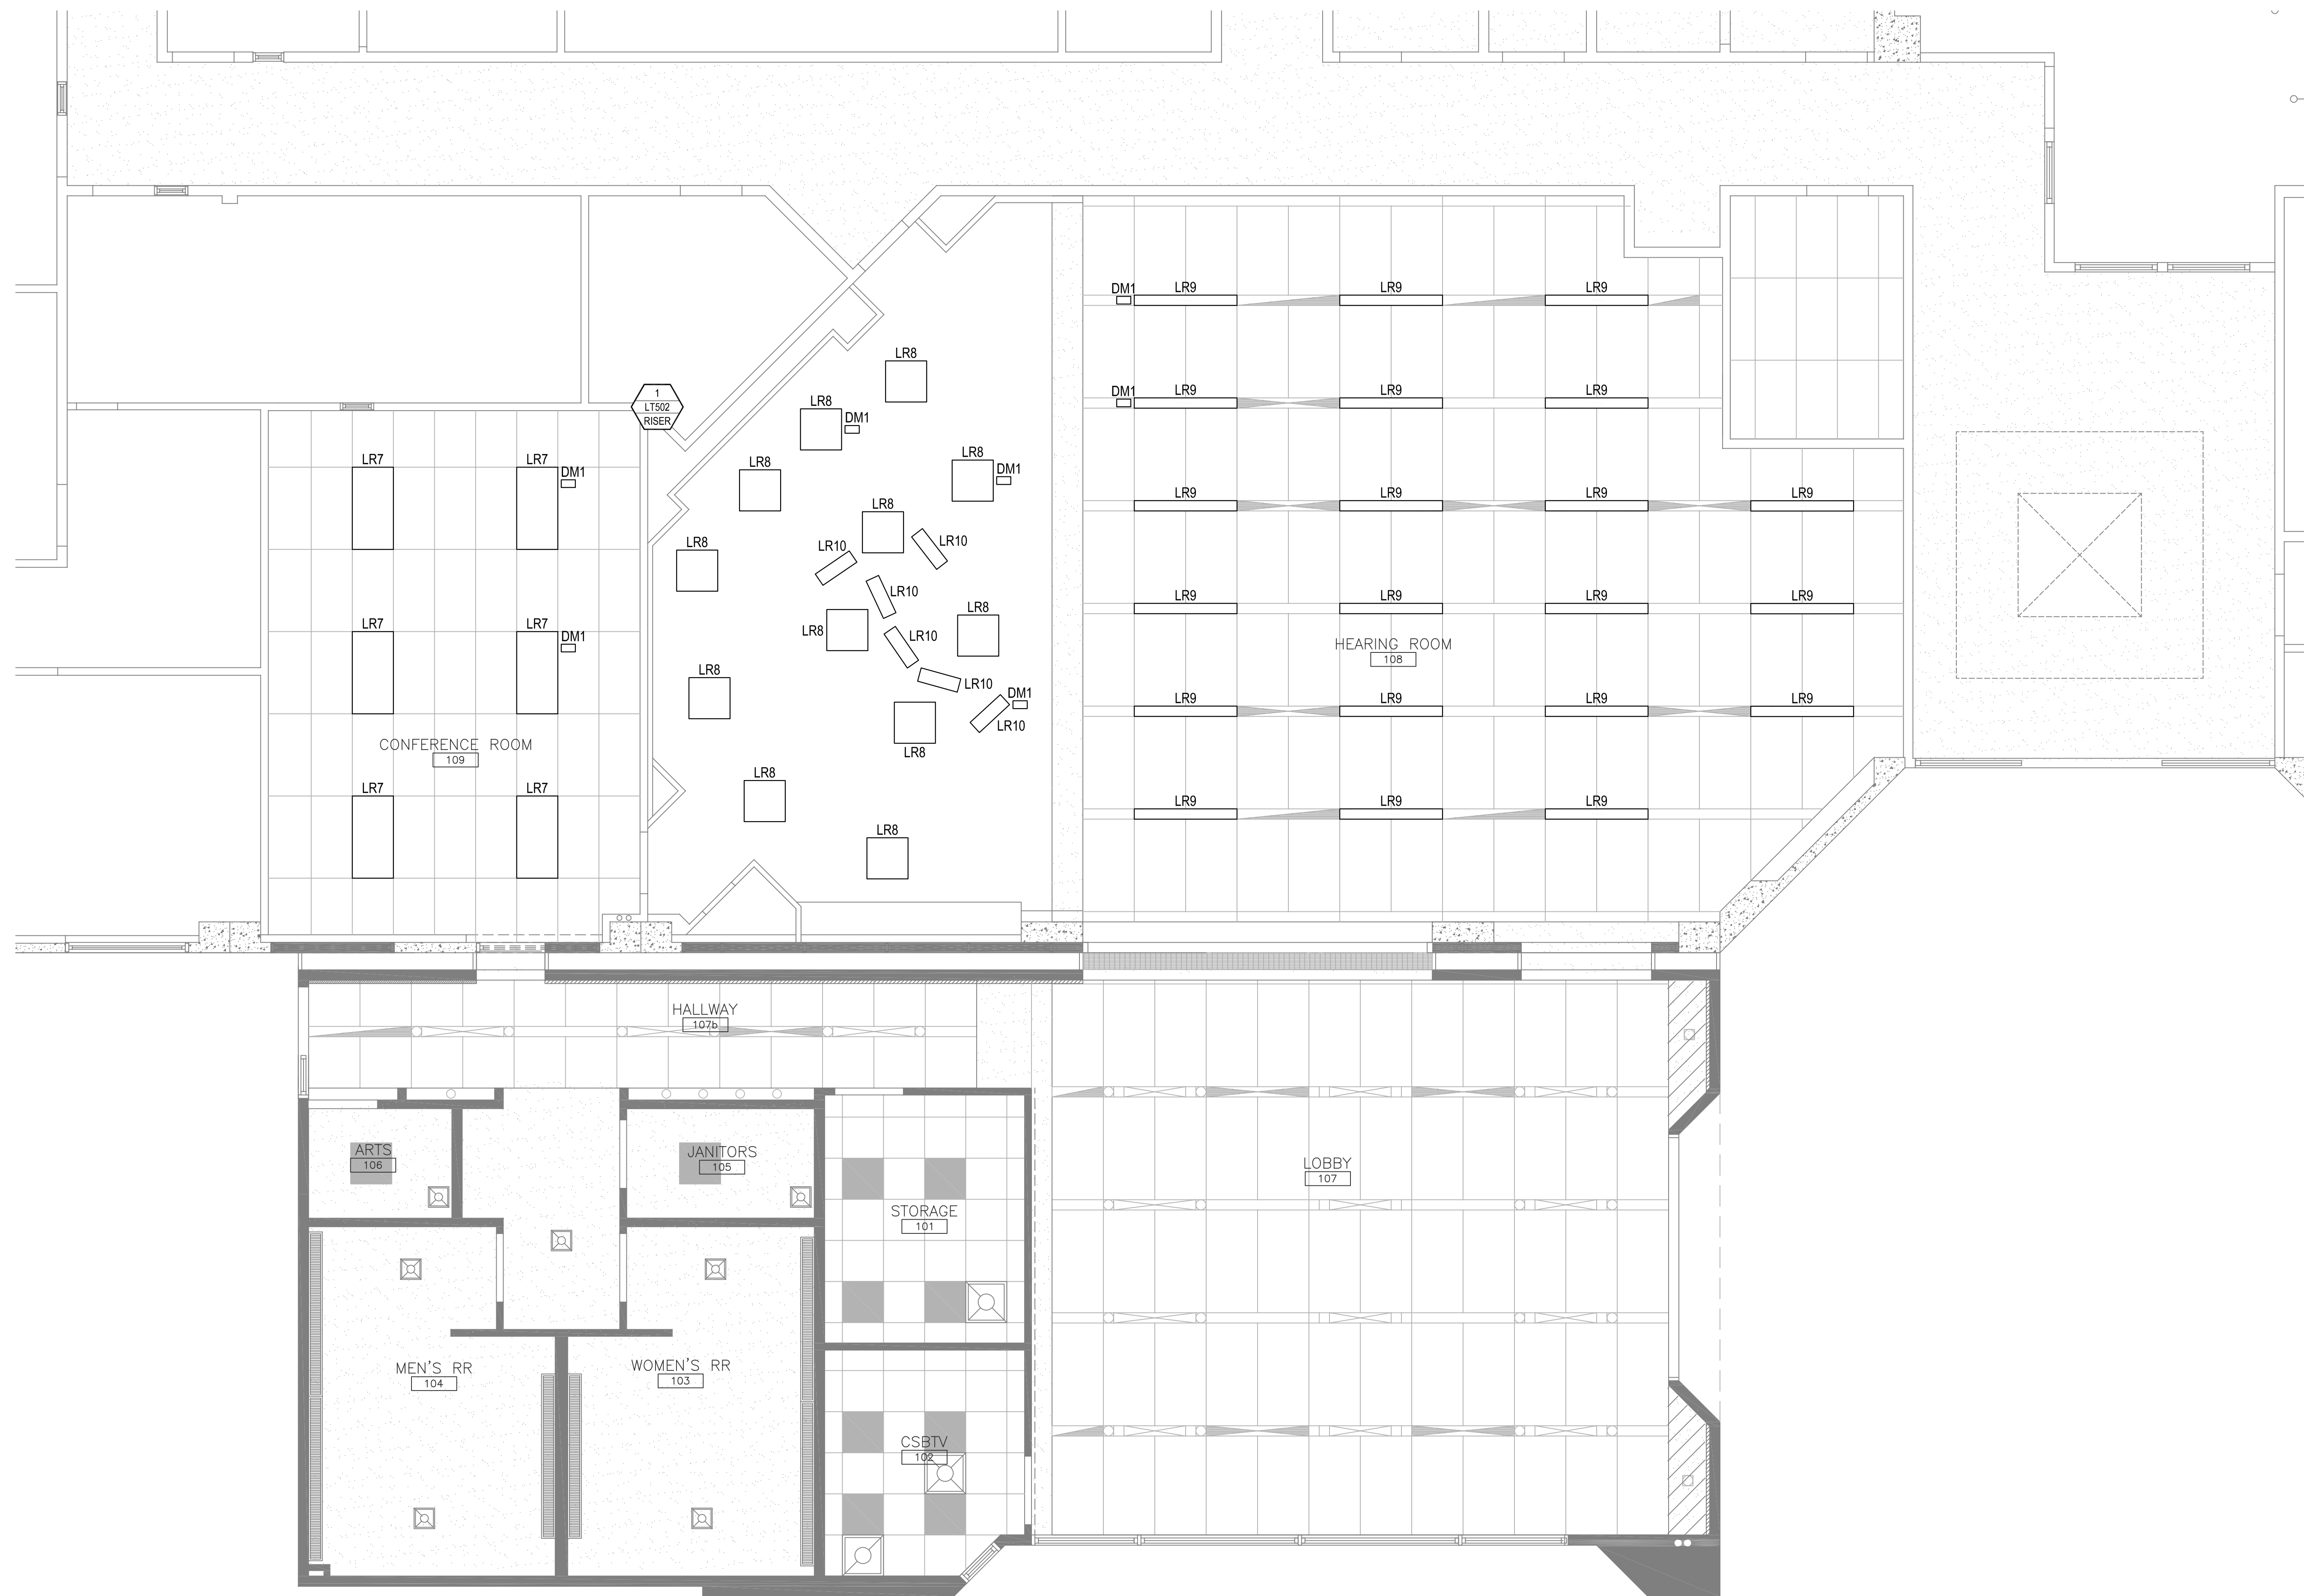 DM1
LR9
LR9
LR9
LR8
1
LT502
RISER
LR8
DM1
DM1
LR9
LR9
LR9
LR7
LR7
DM1
LR8
LR8
DM1
LR9
LR9
LR9
LR9
LR8
LR8
LR10
LR10
LR10
LR9
LR9
LR9
LR9
LR7
LR7
DM1
LR8
LR10
LR8
HEARING ROOM
108
LR8
LR10
DM1
LR10
LR9
LR9
LR9
LR9
CONFERENCE ROOM
109
LR8
LR8
LR7
LR7
LR9
LR9
LR9
LR8
HALLWAY
107b
ARTS
106
JANITORS
105
LOBBY
107
STORAGE
101
MEN'S RR
104
WOMEN'S RR
103
CSBTV
102